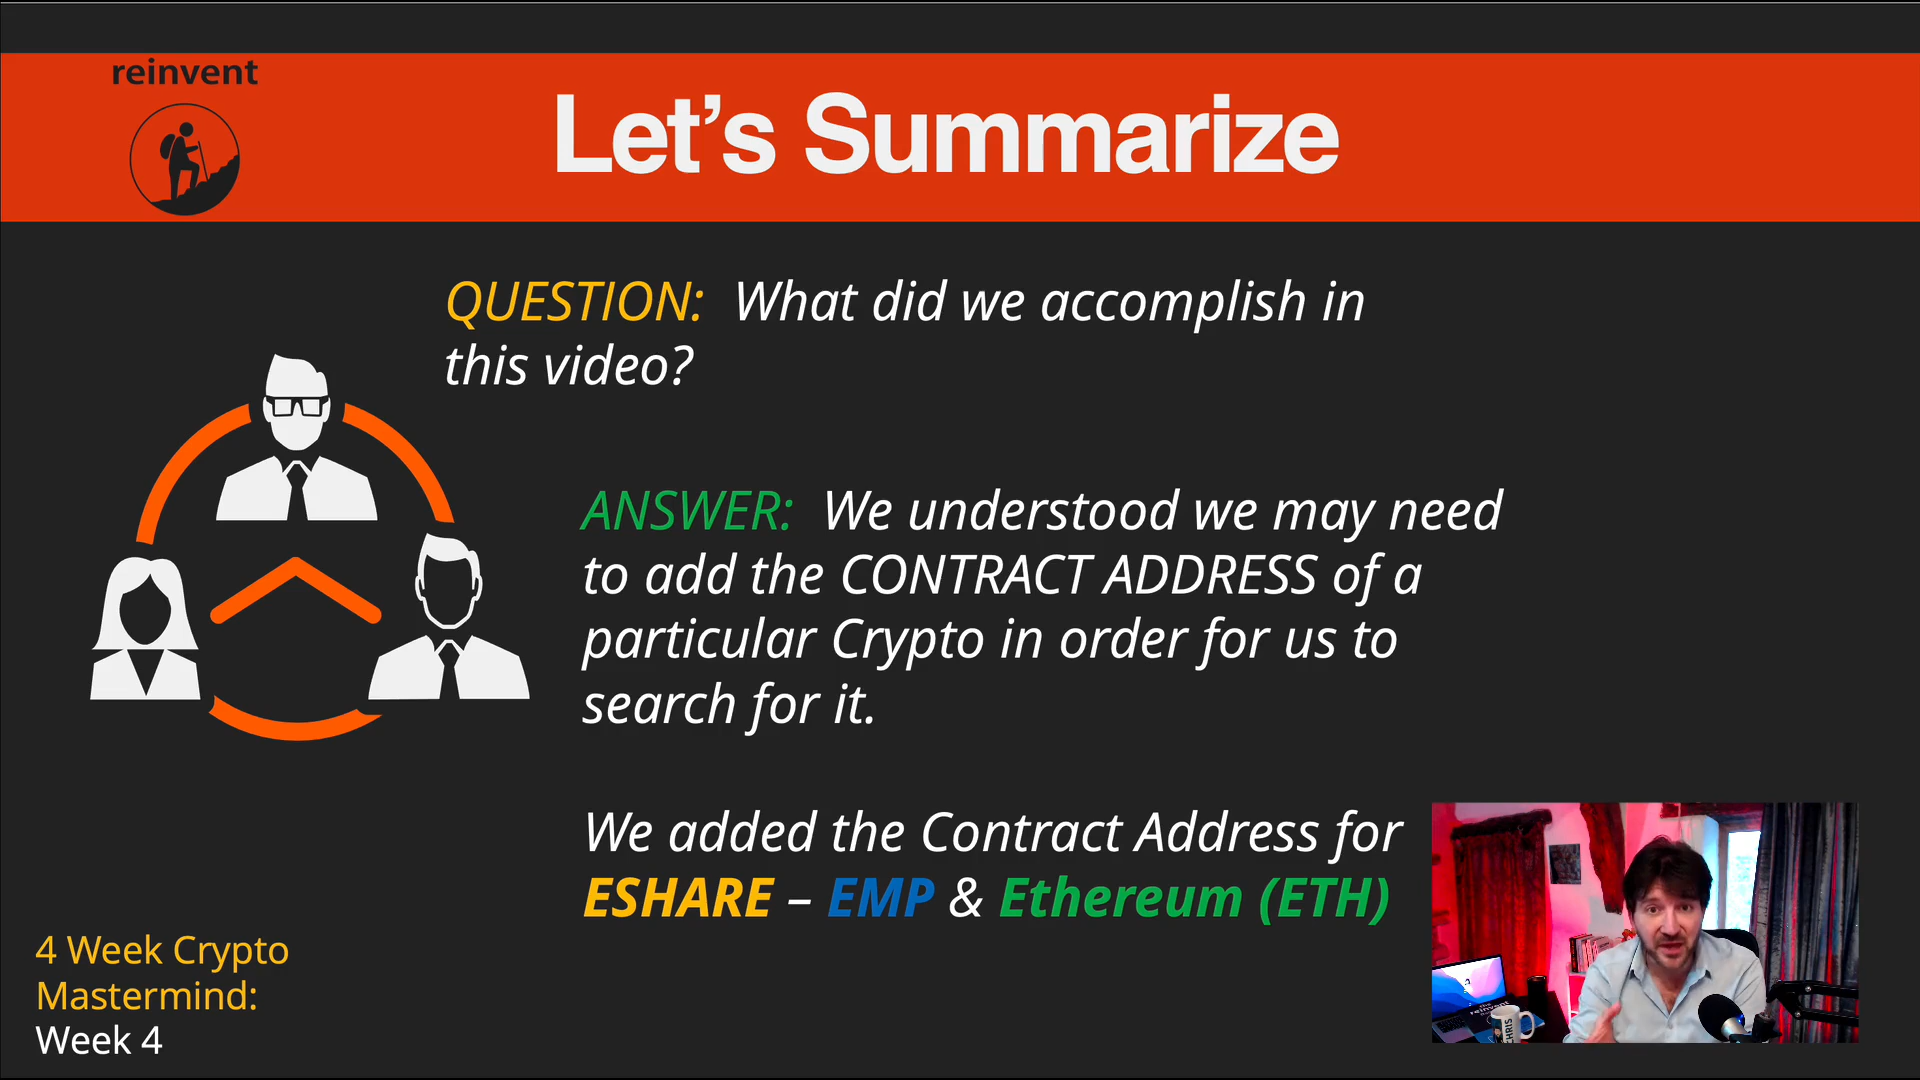 reinvent
Let's Summarize
QUESTION: What did we accomplish in
this video?
ANSWER: We understood we may need
to add the CONTRACT ADDRESS of a
particular Crypto in order for us to
search for it.
We added the Contract Address for
ESHARE – EMP & Ethereum (ETH)
4 Week Crypto
Mastermind:
Week 4
reinvent